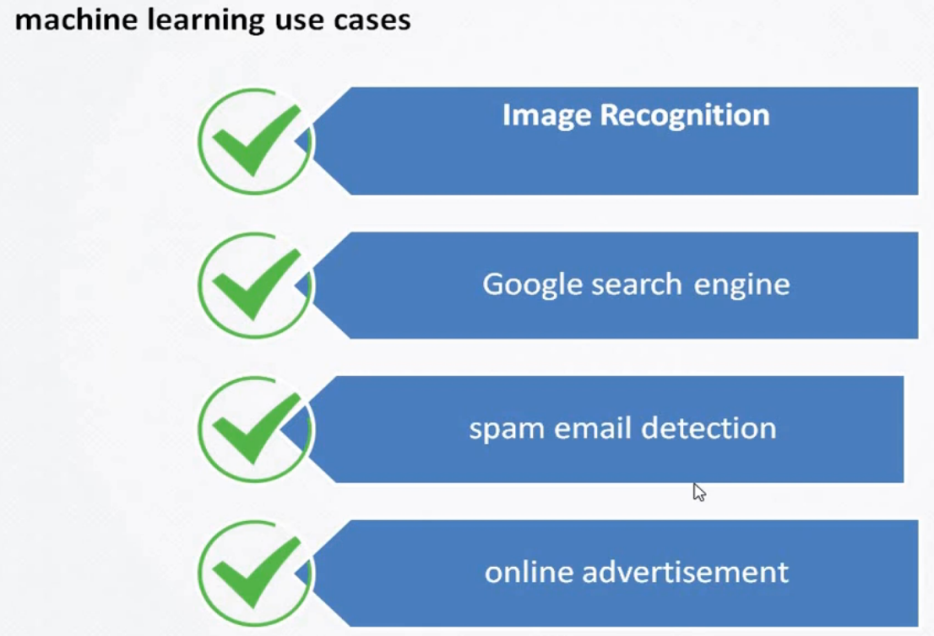 machine learning use cases
Image Recognition
Google search engine
spam email detection
online advertisement